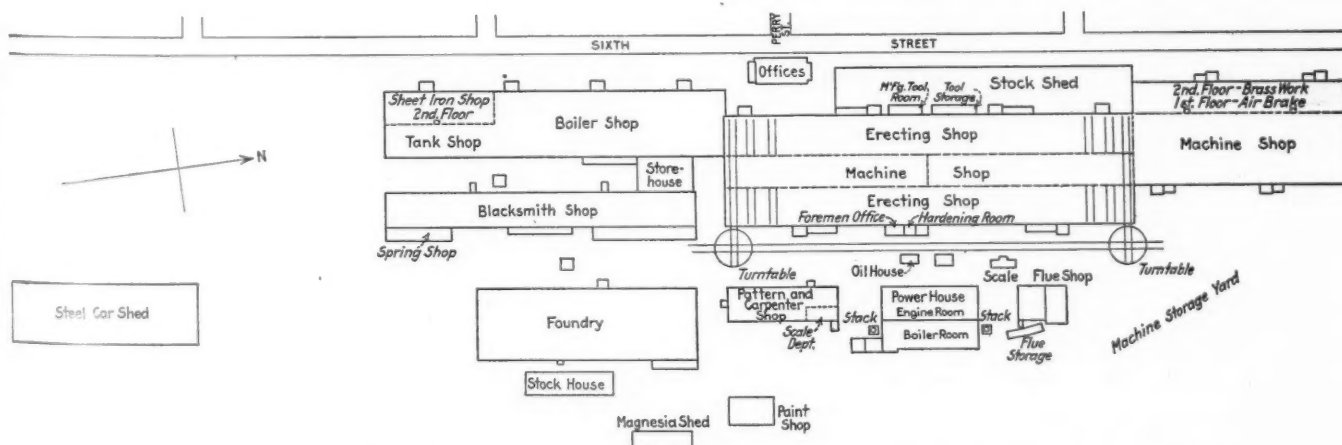 PERRY ST.
SIXTH STREET
Offices
Sheet Iron Shop
2nd. Floor
Boiler Shop
Tank Shop
M'f'g. Tool
Room
Tool
Storage
Stock Shed
2nd. Floor-Brass Work
1st. Floor-Air Brake
Erecting Shop
Machine Shop
Machine Shop
Store-
house
N
Blacksmith Shop
Spring Shop
Erecting Shop
Foremen Office
Hardening Room
Turntable
Oil House
Scale
Flue Shop
Turntable
Steel Car Shed
Foundry
Pattern and
Carpenter
Shop
Scale
Dept.
Stack
Power House
Engine Room
Boiler Room
Stack
Flue
Storage
Machine Storage Yard
Stock House
Magnesia Shed
Paint
Shop